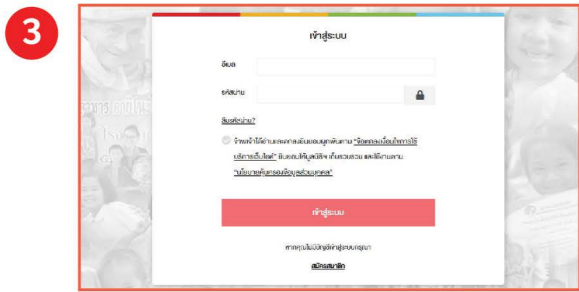 3
เข้าสู่ระบบ
อีเมล
รหัสผ่าน
ลืมรหัสผ่าน?
ข้าพเจ้าได้อ่านและตกลงยินยอมผูกพันตาม "ข้อตกลงเงื่อนไขการใช้
บริการเว็บไซต์" ยินยอมให้มูลนิธิฯ เก็บรวบรวม และใช้งานตาม
"นโยบายคุ้มครองข้อมูลส่วนบุคคล"
เข้าสู่ระบบ
หากคุณไม่มีบัญชีเข้าสู่ระบบกรุณา
สมัครสมาชิก